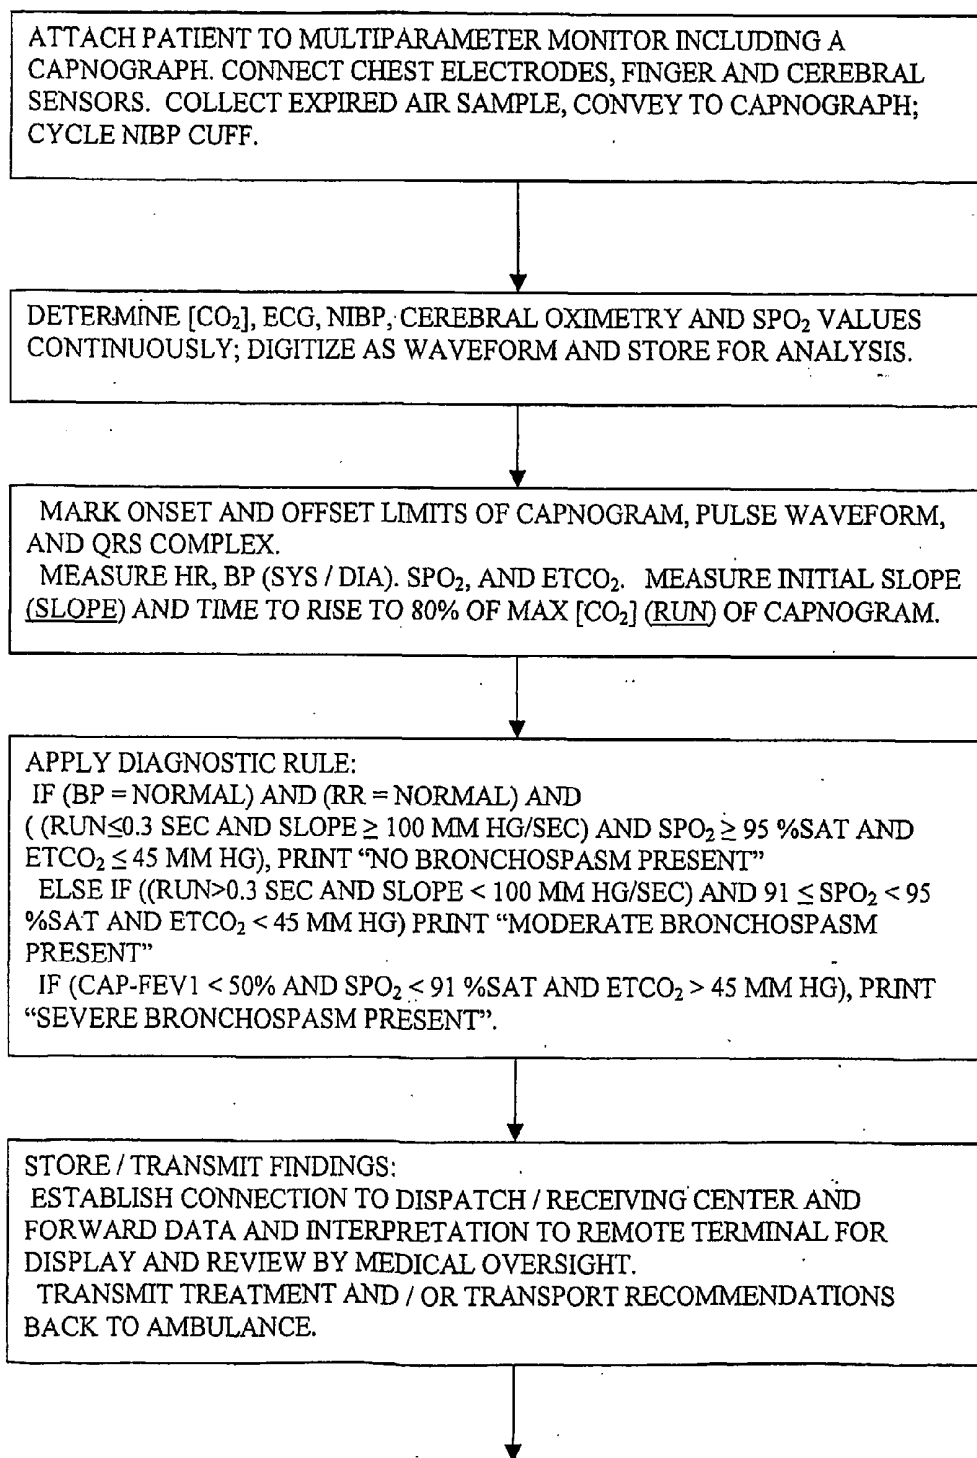 ATTACH PATIENT TO MULTIPARAMETER MONITOR INCLUDING A
CAPNOGRAPH. CONNECT CHEST ELECTRODES, FINGER AND CEREBRAL
SENSORS. COLLECT EXPIRED AIR SAMPLE, CONVEY TO CAPNOGRAPH;
CYCLE NIBP CUFF.
DETERMINE [CO₂], ECG, NIBP, CEREBRAL OXIMETRY AND SPO₂ VALUES
CONTINUOUSLY; DIGITIZE AS WAVEFORM AND STORE FOR ANALYSIS.
MARK ONSET AND OFFSET LIMITS OF CAPNOGRAM, PULSE WAVEFORM,
AND QRS COMPLEX.
MEASURE HR, BP (SYS / DIA). SPO₂, AND ETCO₂. MEASURE INITIAL SLOPE
(SLOPE) AND TIME TO RISE TO 80% OF MAX [CO₂] (RUN) OF CAPNOGRAM.
APPLY DIAGNOSTIC RULE:
IF (BP = NORMAL) AND (RR = NORMAL) AND
( (RUN≤0.3 SEC AND SLOPE ≥ 100 MM HG/SEC) AND SPO₂ ≥ 95 %SAT AND
ETCO₂ ≤ 45 MM HG), PRINT “NO BRONCHOSPASM PRESENT”
ELSE IF ((RUN>0.3 SEC AND SLOPE < 100 MM HG/SEC) AND 91 ≤ SPO₂ < 95
%SAT AND ETCO₂ < 45 MM HG) PRINT “MODERATE BRONCHOSPASM
PRESENT”
IF (CAP-FEV1 < 50% AND SPO₂ < 91 %SAT AND ETCO₂ > 45 MM HG), PRINT
“SEVERE BRONCHOSPASM PRESENT”.
STORE / TRANSMIT FINDINGS:
ESTABLISH CONNECTION TO DISPATCH / RECEIVING CENTER AND
FORWARD DATA AND INTERPRETATION TO REMOTE TERMINAL FOR
DISPLAY AND REVIEW BY MEDICAL OVERSIGHT.
TRANSMIT TREATMENT AND / OR TRANSPORT RECOMMENDATIONS
BACK TO AMBULANCE.